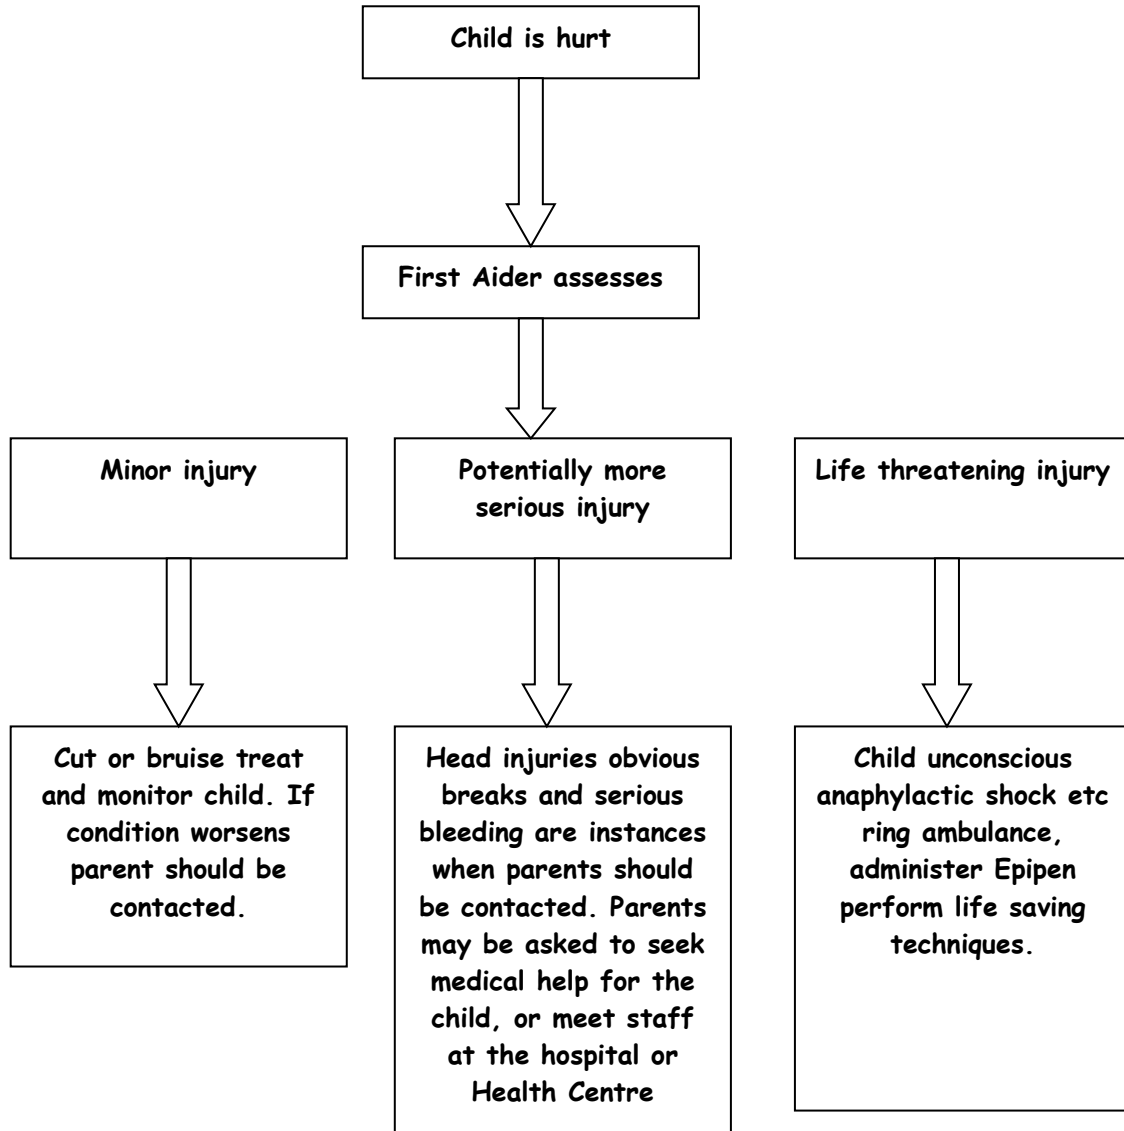 Child is hurt
First Aider assesses
Minor injury
Potentially more
serious injury
Life threatening injury
Cut or bruise treat
and monitor child. If
condition worsens
parent should be
contacted.
Head injuries obvious
breaks and serious
bleeding are instances
when parents should
be contacted. Parents
may be asked to seek
medical help for the
child, or meet staff
at the hospital or
Health Centre
Child unconscious
anaphylactic shock etc
ring ambulance,
administer Epipen
perform life saving
techniques.